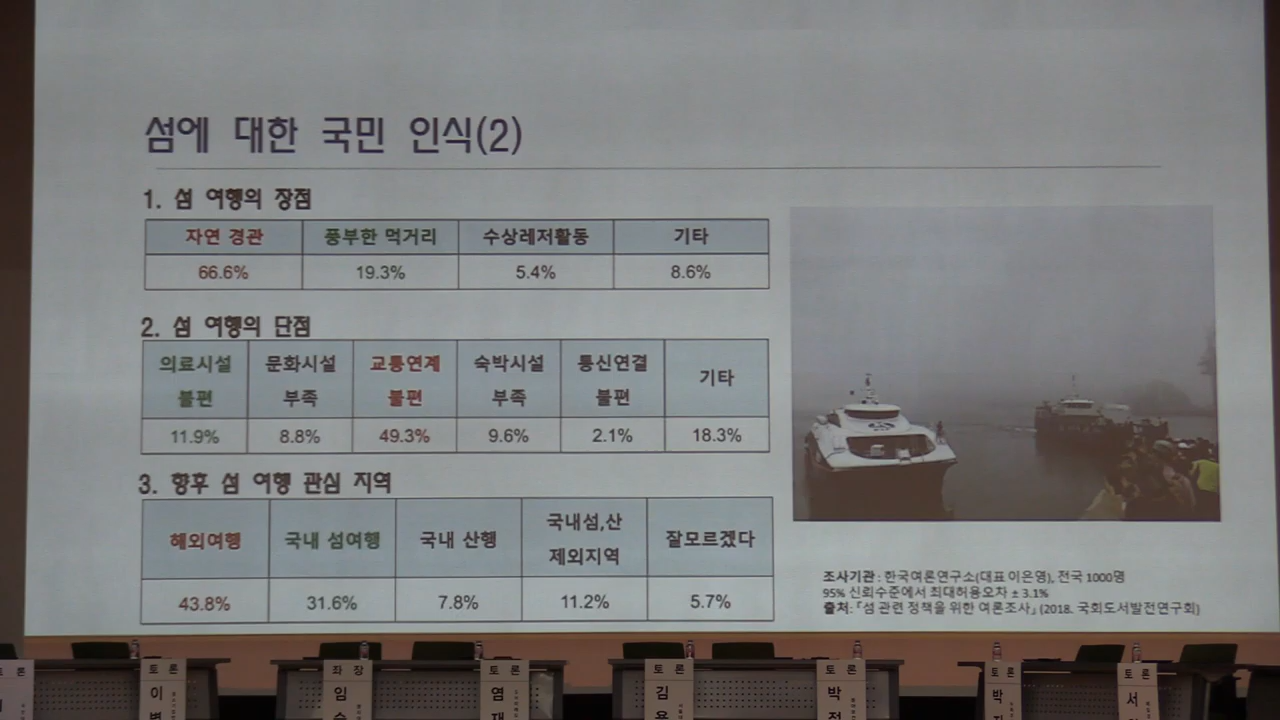 섬에 대한 국민 인식(2)
1. 섬 여행의 장점
자연 경관 풍부한 먹거리 수상레저활동 기타
66.6% 19.3% 5.4% 8.6%
2. 섬 여행의 단점
의료시설 문화시설 교통연계 숙박시설 통신연결 기타
불편 부족 불편 부족 불편
11.9% 8.8% 49.3% 9.6% 2.1% 18.3%
3. 향후 섬 여행 관심 지역
해외여행 국내 섬여행 국내 산행 국내섬,산 잘모르겠다
제외지역
43.8% 31.6% 7.8% 11.2% 5.7%
조사기관 : 한국여론연구소(대표 이은영), 전국 1000명
95% 신뢰수준에서 최대허용오차 ± 3.1%
출처: 『섬 관련 정책을 위한 여론조사』 (2018. 국회도서발전연구회)
토론 좌장 토론 토론 토론 토론 토론
이 임 염 김 박 박 서